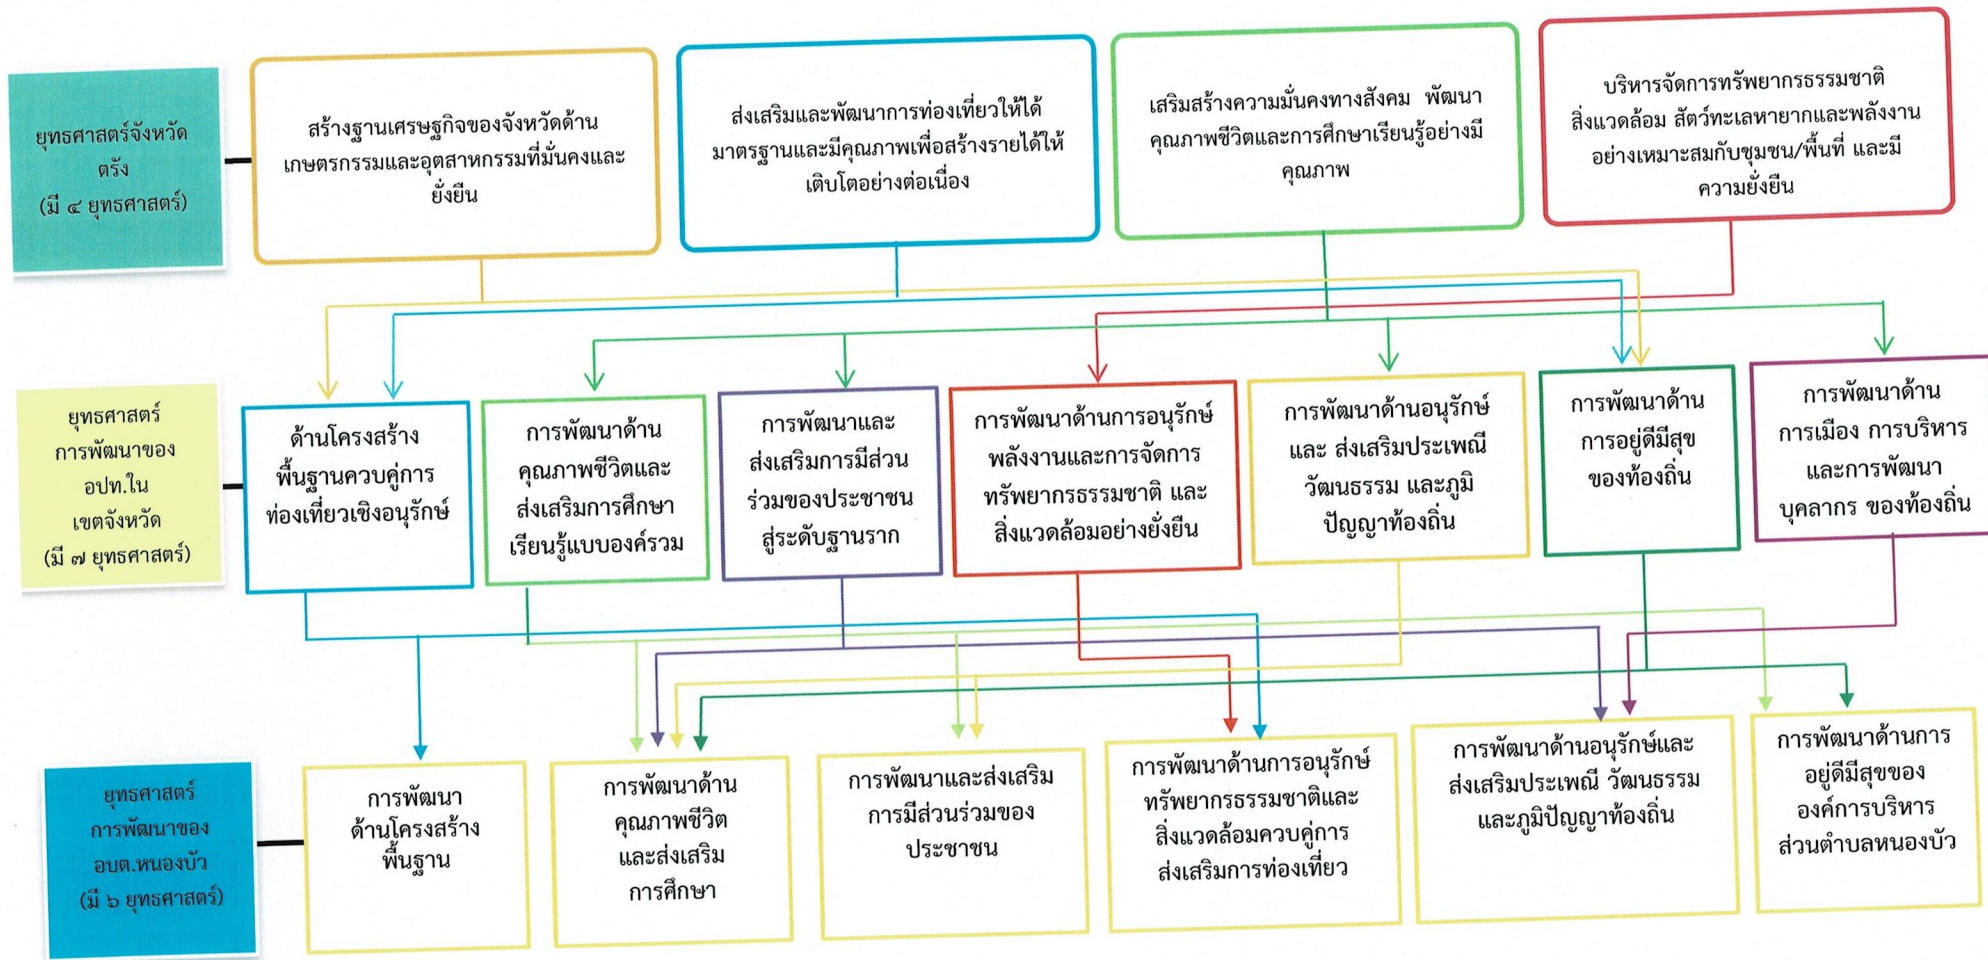 ยุทธศาสตร์จังหวัด
ตรัง
(มี ๔ ยุทธศาสตร์)
สร้างฐานเศรษฐกิจของจังหวัดด้าน
เกษตรกรรมและอุตสาหกรรมที่มั่นคงและ
ยั่งยืน
ส่งเสริมและพัฒนาการท่องเที่ยวให้ได้
มาตรฐานและมีคุณภาพเพื่อสร้างรายได้ให้
เติบโตอย่างต่อเนื่อง
เสริมสร้างความมั่นคงทางสังคม พัฒนา
คุณภาพชีวิตและการศึกษาเรียนรู้อย่างมี
คุณภาพ
บริหารจัดการทรัพยากรธรรมชาติ
สิ่งแวดล้อม สัตว์ทะเลหายากและพลังงาน
อย่างเหมาะสมกับชุมชน/พื้นที่ และมี
ความยั่งยืน
ยุทธศาสตร์
การพัฒนาของ
อปท.ใน
เขตจังหวัด
(มี ๗ ยุทธศาสตร์)
ด้านโครงสร้าง
พื้นฐานควบคู่การ
ท่องเที่ยวเชิงอนุรักษ์
การพัฒนาด้าน
คุณภาพชีวิตและ
ส่งเสริมการศึกษา
เรียนรู้แบบองค์รวม
การพัฒนาและ
ส่งเสริมการมีส่วน
ร่วมของประชาชน
สู่ระดับฐานราก
การพัฒนาด้านการอนุรักษ์
พลังงานและการจัดการ
ทรัพยากรธรรมชาติ และ
สิ่งแวดล้อมอย่างยั่งยืน
การพัฒนาด้านอนุรักษ์
และ ส่งเสริมประเพณี
วัฒนธรรม และภูมิ
ปัญญาท้องถิ่น
การพัฒนาด้าน
การอยู่ดีมีสุข
ของท้องถิ่น
การพัฒนาด้าน
การเมือง การบริหาร
และการพัฒนา
บุคลากร ของท้องถิ่น
ยุทธศาสตร์
การพัฒนาของ
อบต.หนองบัว
(มี ๖ ยุทธศาสตร์)
การพัฒนา
ด้านโครงสร้าง
พื้นฐาน
การพัฒนาด้าน
คุณภาพชีวิต
และส่งเสริม
การศึกษา
การพัฒนาและส่งเสริม
การมีส่วนร่วมของ
ประชาชน
การพัฒนาด้านการอนุรักษ์
ทรัพยากรธรรมชาติและ
สิ่งแวดล้อมควบคู่การ
ส่งเสริมการท่องเที่ยว
การพัฒนาด้านอนุรักษ์และ
ส่งเสริมประเพณี วัฒนธรรม
และภูมิปัญญาท้องถิ่น
การพัฒนาด้านการ
อยู่ดีมีสุขของ
องค์การบริหาร
ส่วนตำบลหนองบัว